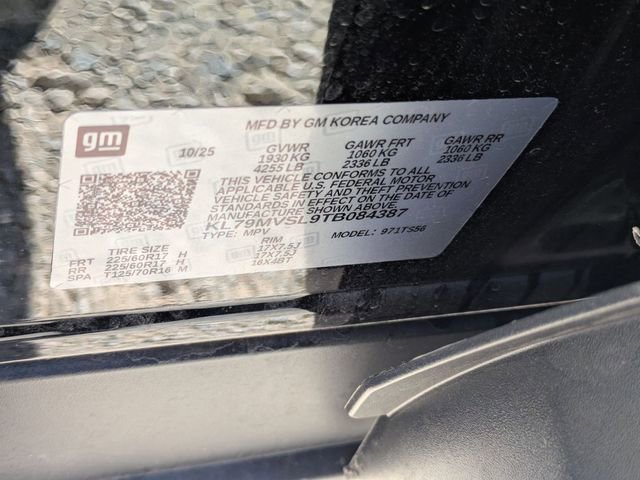 gm
MFD BY GM KOREA COMPANY
10/25 GVWR GAWR FRT GAWR RR
1930 KG 1060 KG 1060 KG
4255 LB 2336 LB 2336 LB
THIS VEHICLE CONFORMS TO ALL
APPLICABLE U.S. FEDERAL MOTOR
VEHICLE SAFETY AND THEFT PREVENTION
STANDARDS IN EFFECT ON THE DATE OF
MANUFACTURE SHOWN ABOVE.
KL79MVSL9TB084387
TYPE: MPV MODEL: 971TS56
TIRE SIZE RIM
FRT 225/60R17 H 17X7.5J
RR 225/60R17 H 17X7.5J
SPA T125/70R16 M 16X4BT